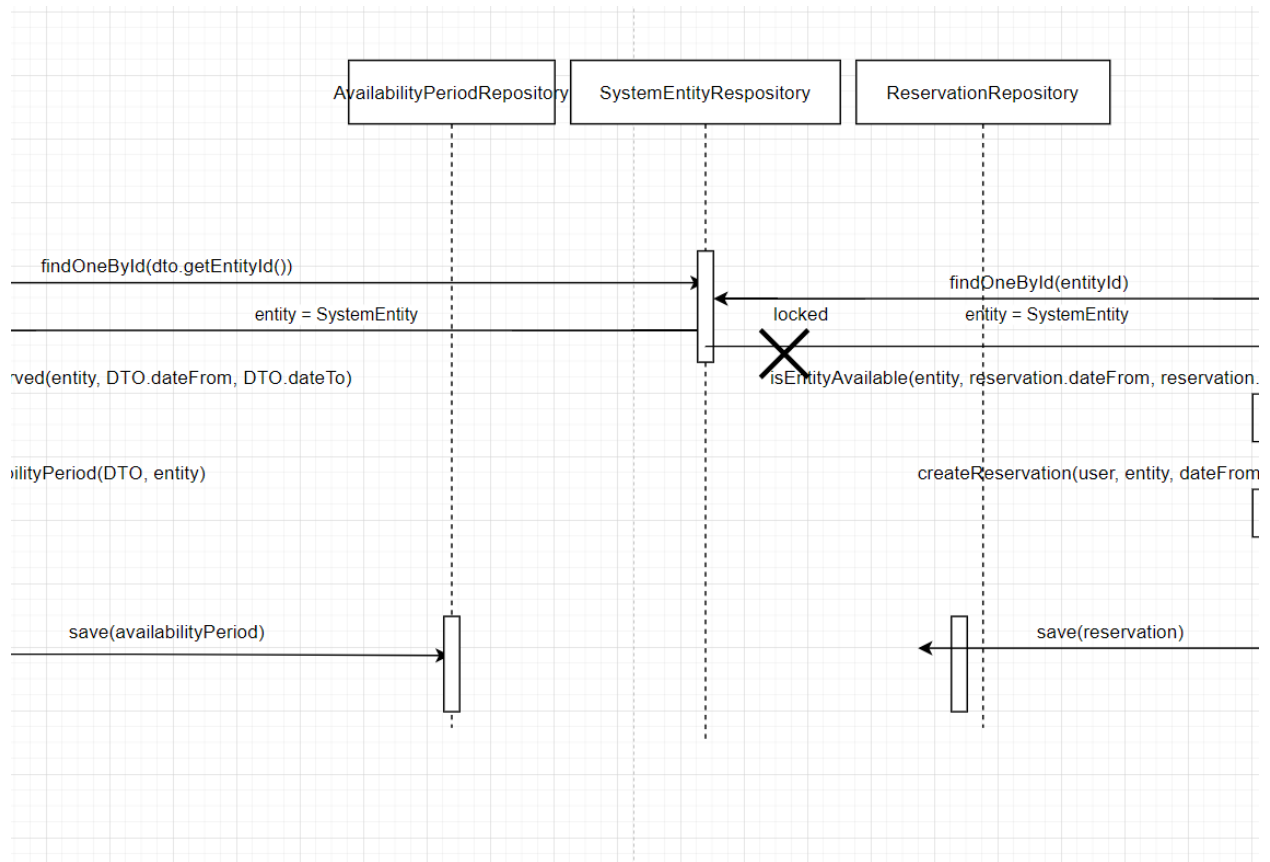 AvailabilityPeriodRepository
SystemEntityRespository
ReservationRepository
findOneById(dto.getEntityId())
findOneById(entityId)
entity = SystemEntity
locked
entity = SystemEntity
rved(entity, DTO.dateFrom, DTO.dateTo)
isEntityAvailable(entity, reservation.dateFrom, reservation.
ilityPeriod(DTO, entity)
createReservation(user, entity, dateFrom
save(availabilityPeriod)
save(reservation)